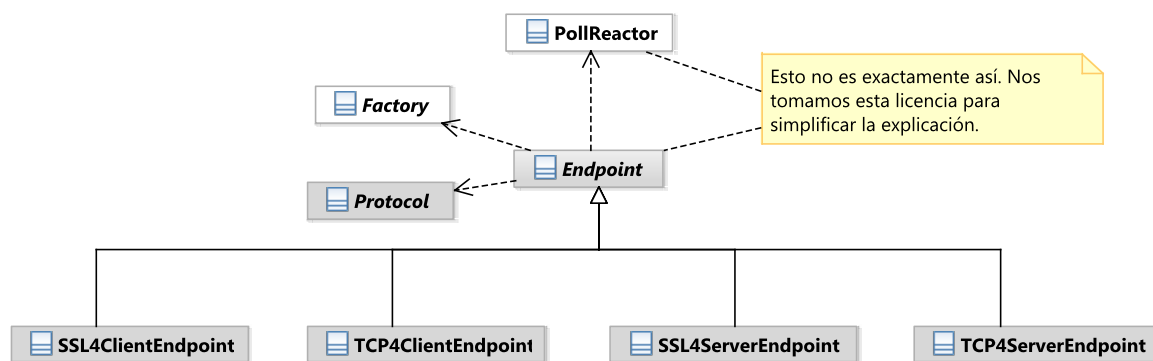 PollReactor
Esto no es exactamente así. Nos
tomamos esta licencia para
simplificar la explicación.
Factory
Endpoint
Protocol
SSL4ClientEndpoint
TCP4ClientEndpoint
SSL4ServerEndpoint
TCP4ServerEndpoint